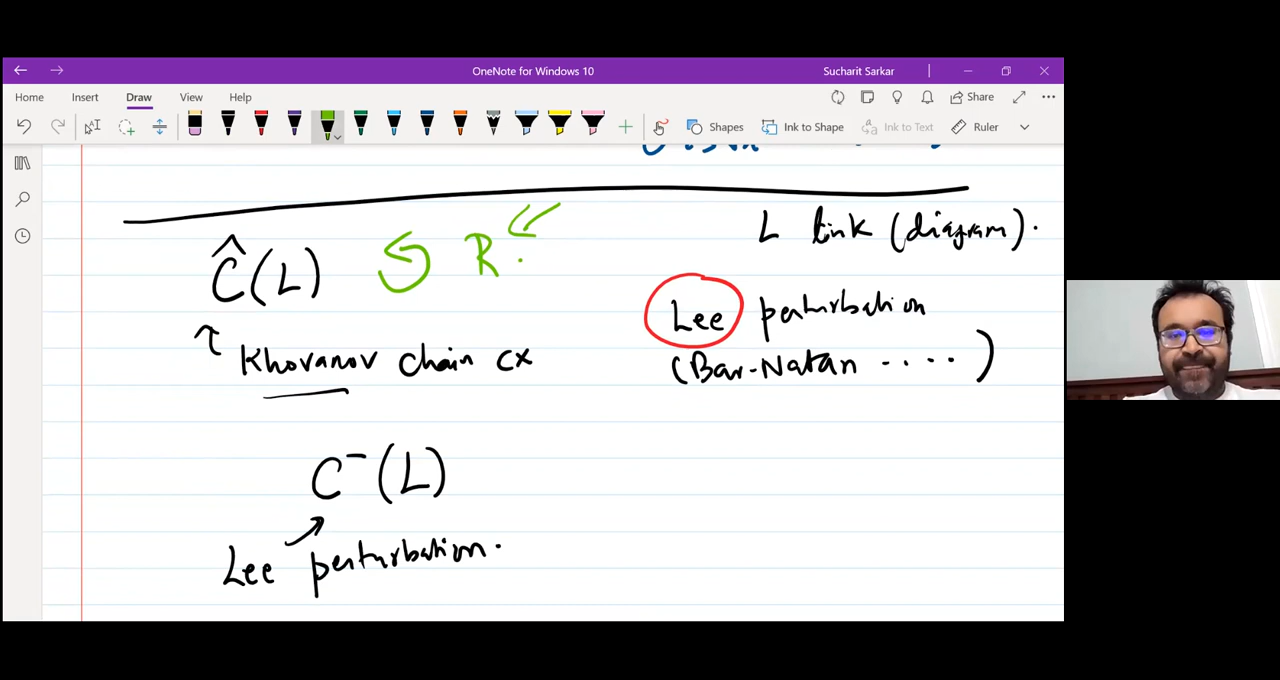 OneNote for Windows 10
Sucharit Sarkar
Home Insert Draw View Help
Share
Shapes Ink to Shape Ink to Text Ruler
L link (diagram).
Ĉ(L) R.
Lee perturbation
(Bar-Natan ....)
Khovanov chain cx
C⁻(L)
Lee perturbation.